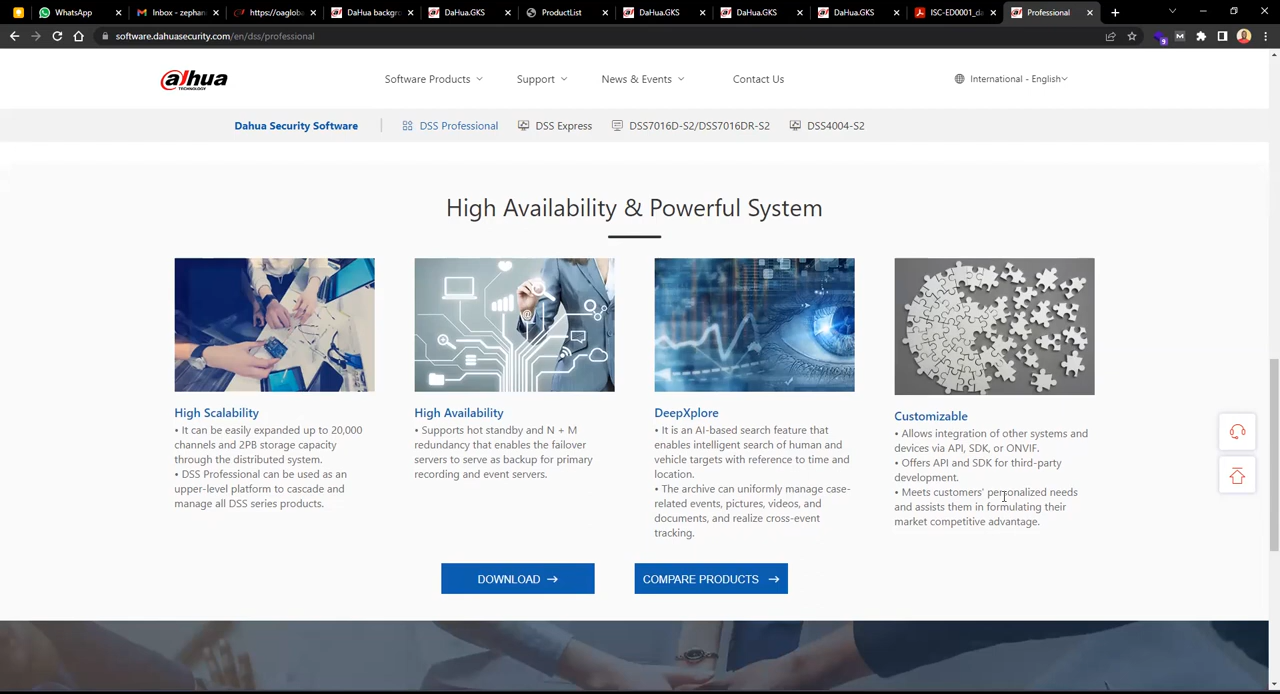 WhatsApp
Inbox - zephan
https://oaglob
DaHua backgro
DaHua.GKS
ProductList
DaHua.GKS
DaHua.GKS
DaHua.GKS
ISC-ED0001_da
Professional
software.dahuasecurity.com/en/dss/professional
9
M
alhua
TECHNOLOGY
Software Products
Support
News & Events
Contact Us
International - English
Dahua Security Software
DSS Professional
DSS Express
DSS7016D-S2/DSS7016DR-S2
DSS4004-S2
High Availability & Powerful System
@
High Scalability
• It can be easily expanded up to 20,000
channels and 2PB storage capacity
through the distributed system.
• DSS Professional can be used as an
upper-level platform to cascade and
manage all DSS series products.
High Availability
• Supports hot standby and N + M
redundancy that enables the failover
servers to serve as backup for primary
recording and event servers.
DeepXplore
• It is an AI-based search feature that
enables intelligent search of human and
vehicle targets with reference to time and
location.
• The archive can uniformly manage case-
related events, pictures, videos, and
documents, and realize cross-event
tracking.
Customizable
• Allows integration of other systems and
devices via API, SDK, or ONVIF.
• Offers API and SDK for third-party
development.
• Meets customers' personalized needs
and assists them in formulating their
market competitive advantage.
DOWNLOAD →
COMPARE PRODUCTS →